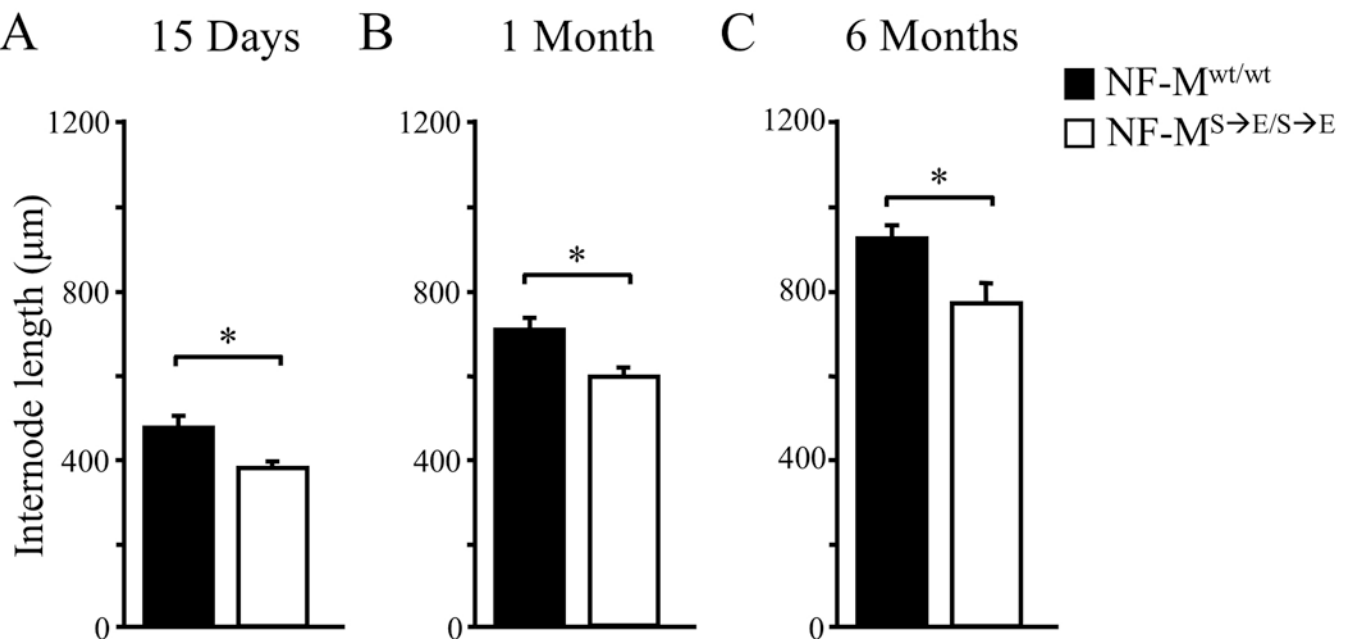 A 15 Days
B 1 Month
C 6 Months
NF-Mwt/wt
NF-MS→E/S→E
Internode length (µm)
1200
800
400
0
*
1200
800
400
0
*
1200
800
400
0
*